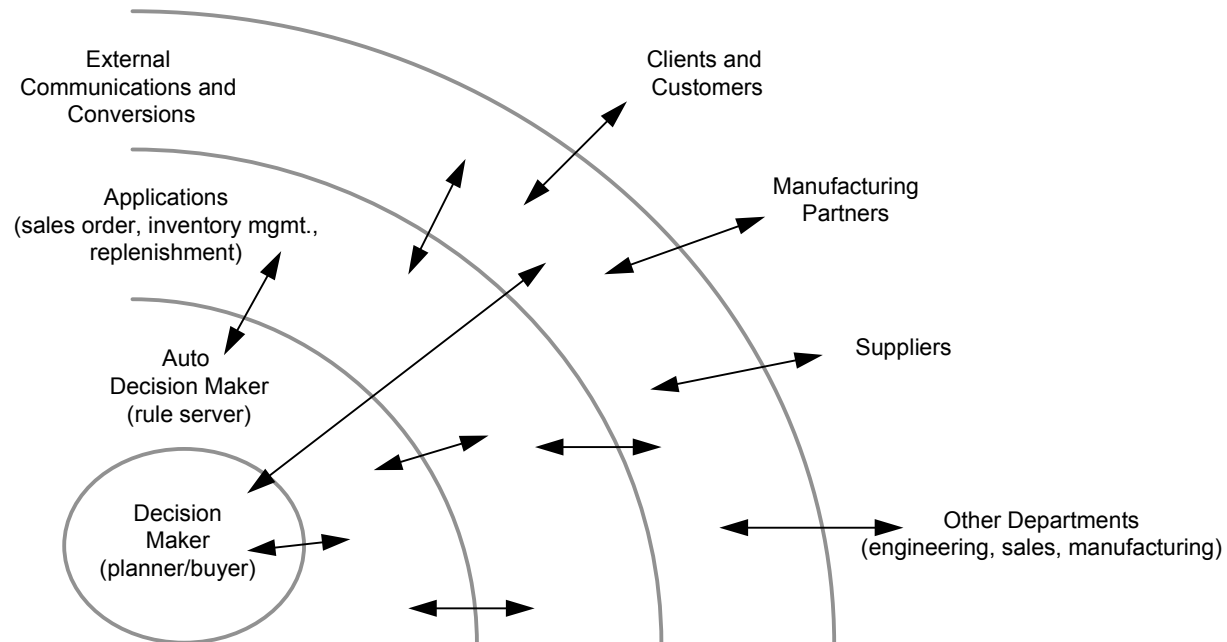 External
Communications and
Conversions
Clients and
Customers
Applications
(sales order, inventory mgmt.,
replenishment)
Manufacturing
Partners
Auto
Decision Maker
(rule server)
Suppliers
Decision
Maker
(planner/buyer)
Other Departments
(engineering, sales, manufacturing)